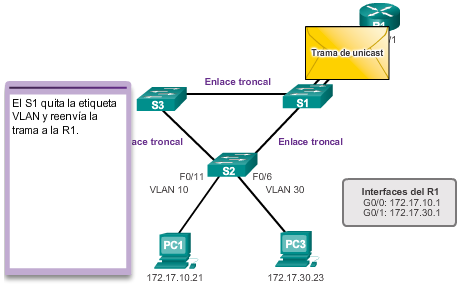 R1
/1
Trama de unicast
Enlace troncal
S3
S1
El S1 quita la etiqueta
VLAN y reenvía la
trama a la R1.
ace troncal
Enlace troncal
F0/11
S2
F0/6
VLAN 10
VLAN 30
Interfaces del R1
G0/0: 172.17.10.1
G0/1: 172.17.30.1
PC1
PC3
172.17.10.21
172.17.30.23